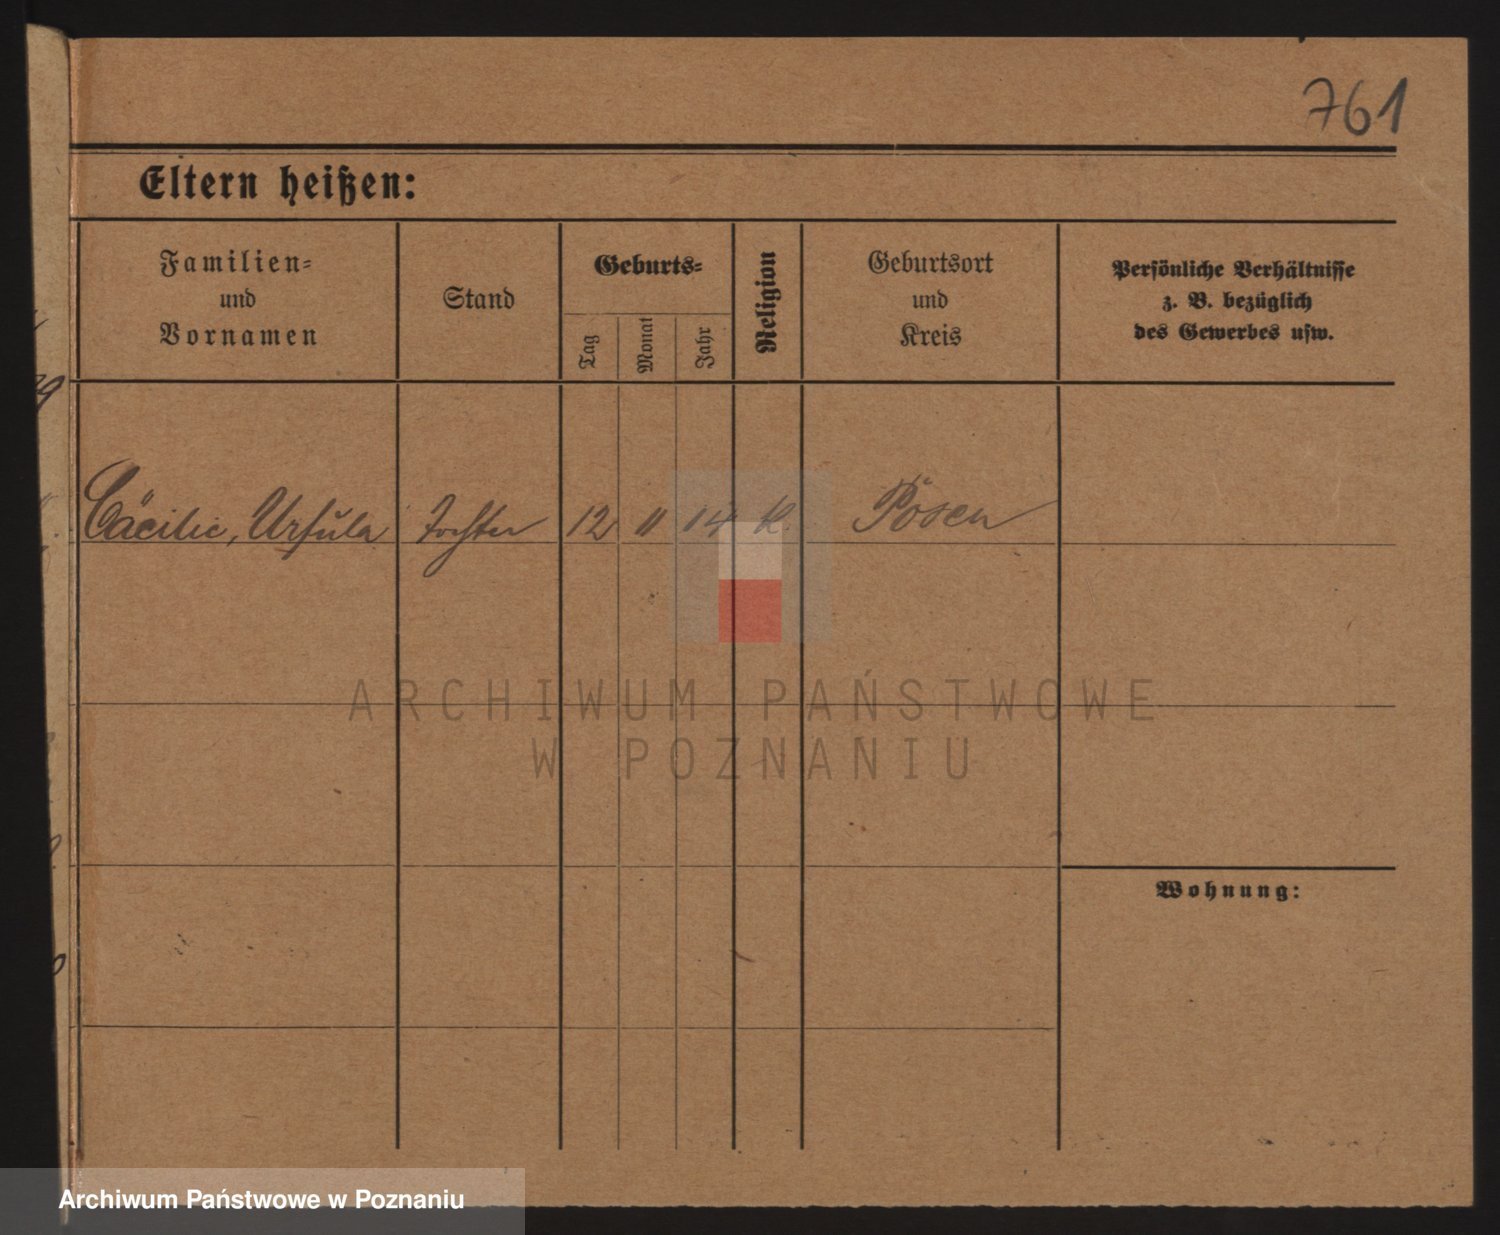 761
Eltern heißen:
Familien=
und
Vornamen
Stand
Geburts=
Tag
Monat
Jahr
Religion
Geburtsort
und
Kreis
Persönliche Verhältnisse
z. B. bezüglich
des Gewerbes usw.
Cäcilie, Ursula Tochter 12 11 14 K. Posen
ARCHIWUM PAŃSTWOWE
W POZNANIU
Wohnung:
Archiwum Państwowe w Poznaniu